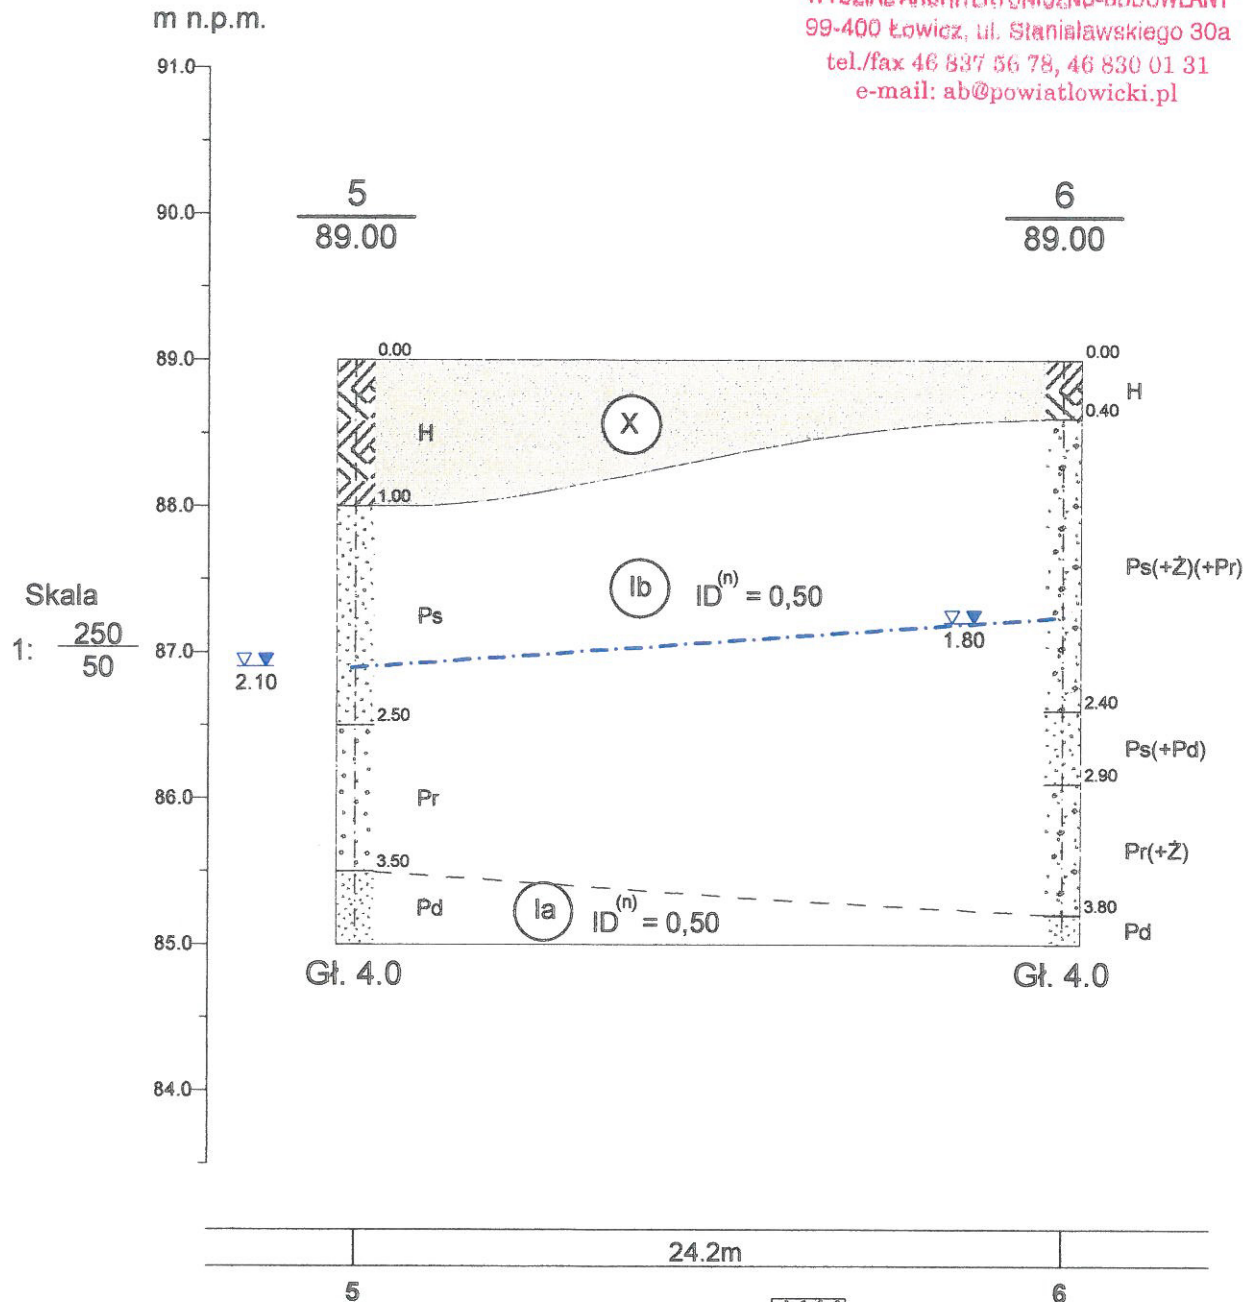 m n.p.m.
99-400 Łowicz, ul. Stanisławskiego 30a
tel./fax 46 837 56 78, 46 830 01 31
e-mail: ab@powiatlowicki.pl
91.0
90.0
89.0
88.0
87.0
86.0
85.0
84.0
Skala
1: 250
50
5
89.00
6
89.00
0.00
H
1.00
Ps
2.10
2.50
Pr
3.50
Pd
Gł. 4.0
X
Ib ID(n) = 0,50
1.80
Ia ID(n) = 0,50
0.00
H
0.40
Ps(+Ż)(+Pr)
2.40
Ps(+Pd)
2.90
Pr(+Ż)
3.80
Pd
Gł. 4.0
24.2m
5
6